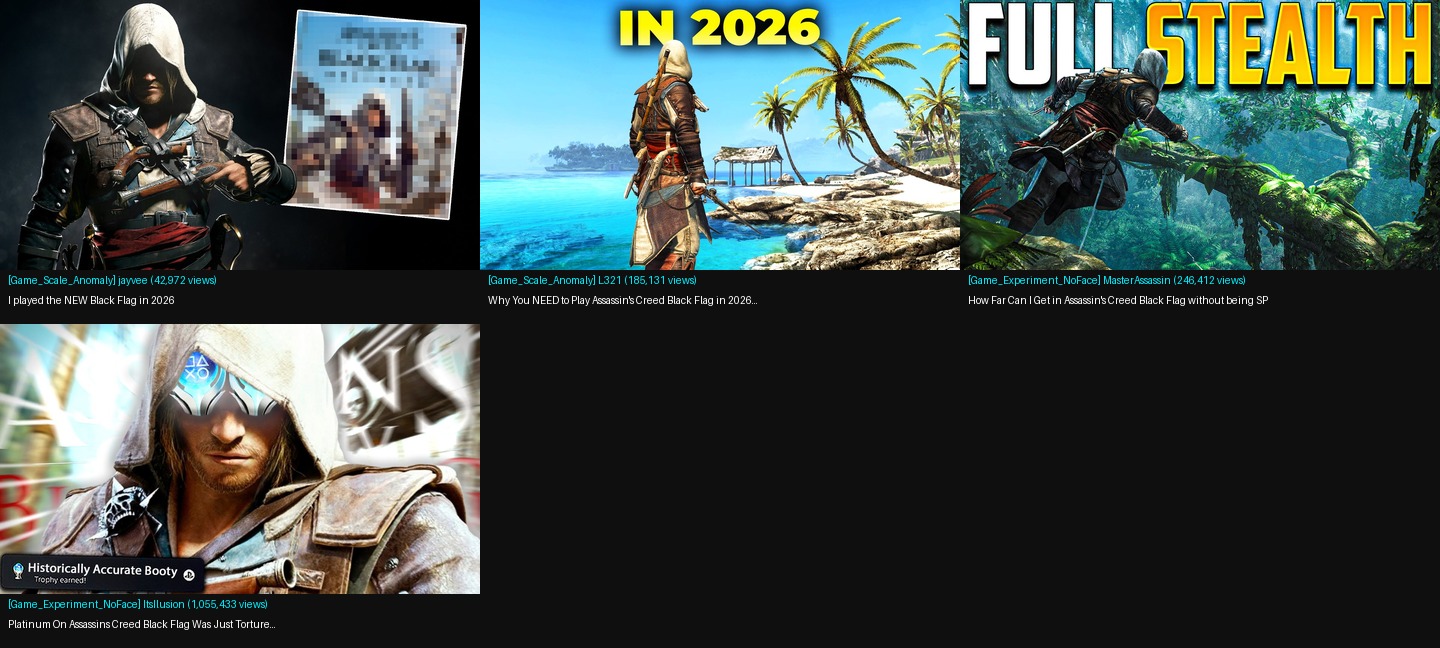 IN 2026
FULL STEALTH
[Game_Scale_Anomaly] jayvee (42,972 views)
I played the NEW Black Flag in 2026
[Game_Scale_Anomaly] L321 (185,131 views)
Why You NEED to Play Assassin's Creed Black Flag in 2026...
[Game_Experiment_NoFace] MasterAssassin (246,412 views)
How Far Can I Get in Assassin's Creed Black Flag without being SP
Historically Accurate Booty
Trophy earned!
[Game_Experiment_NoFace] ItsIllusion (1,055,433 views)
Platinum On Assassins Creed Black Flag Was Just Torture...